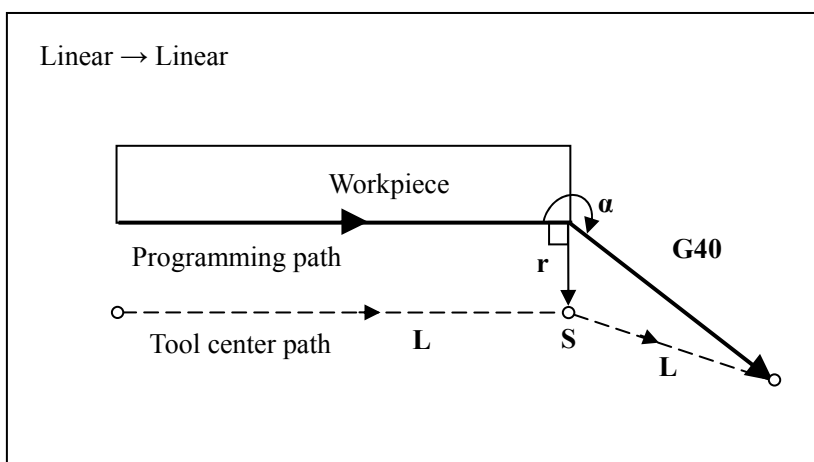 Linear → Linear
Workpiece
α
Programming path
r
G40
Tool center path
L
S
L